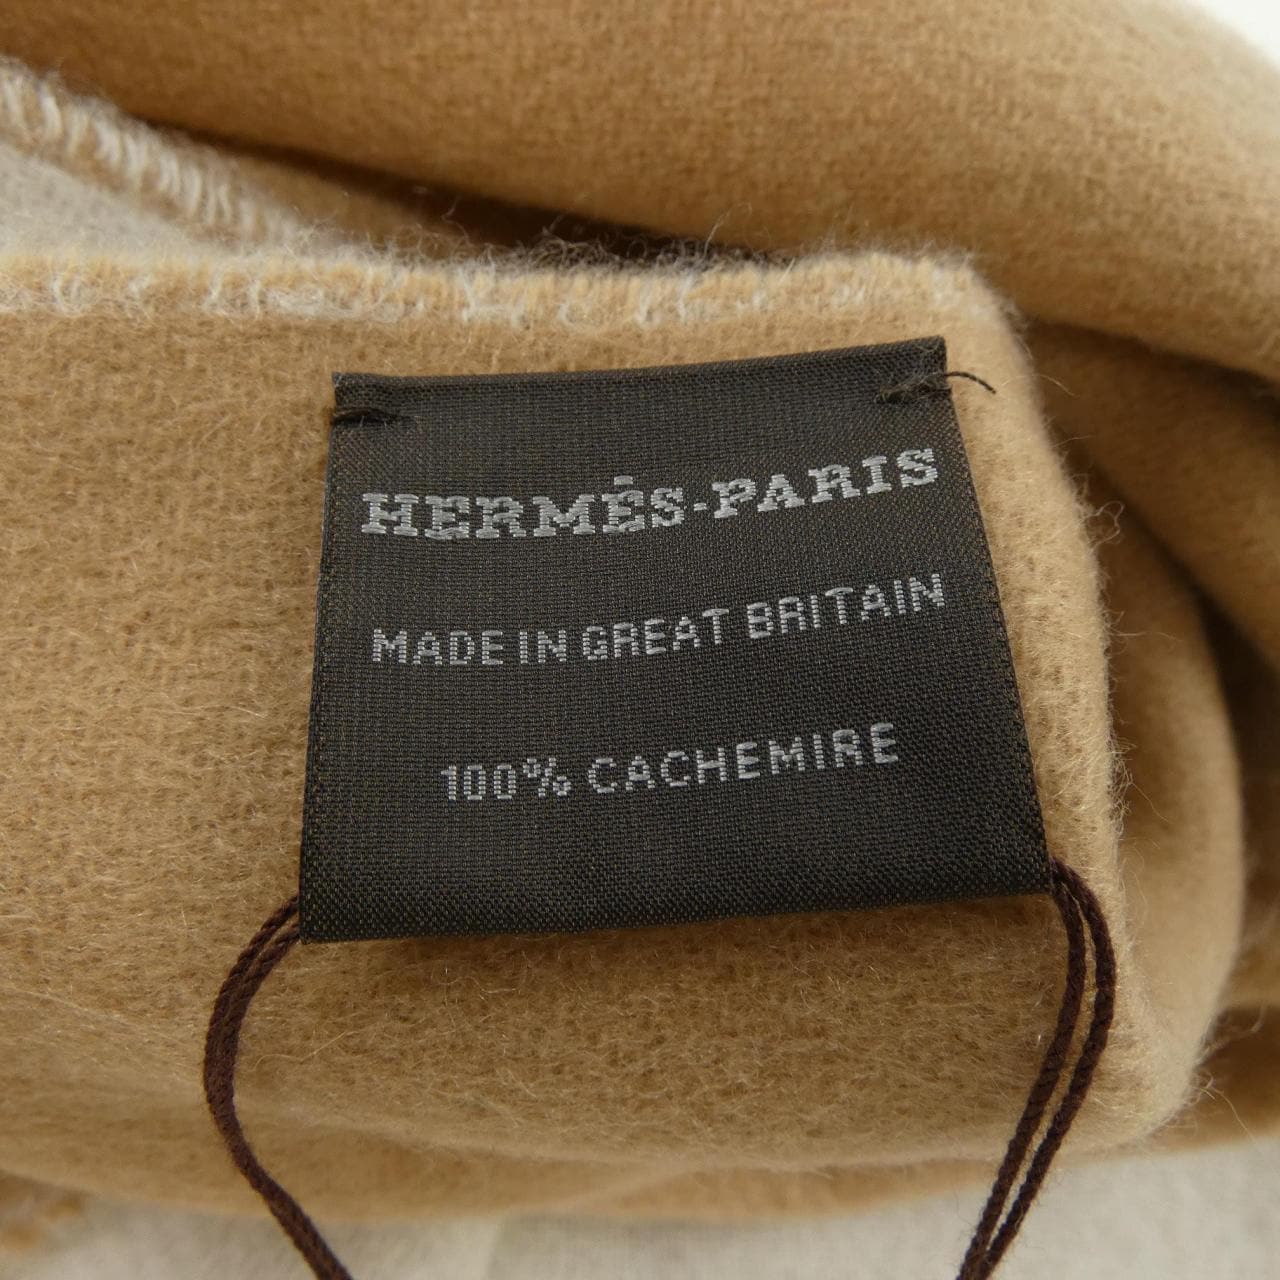 HERMÈS-PARIS
MADE IN GREAT BRITAIN
100% CACHEMIRE